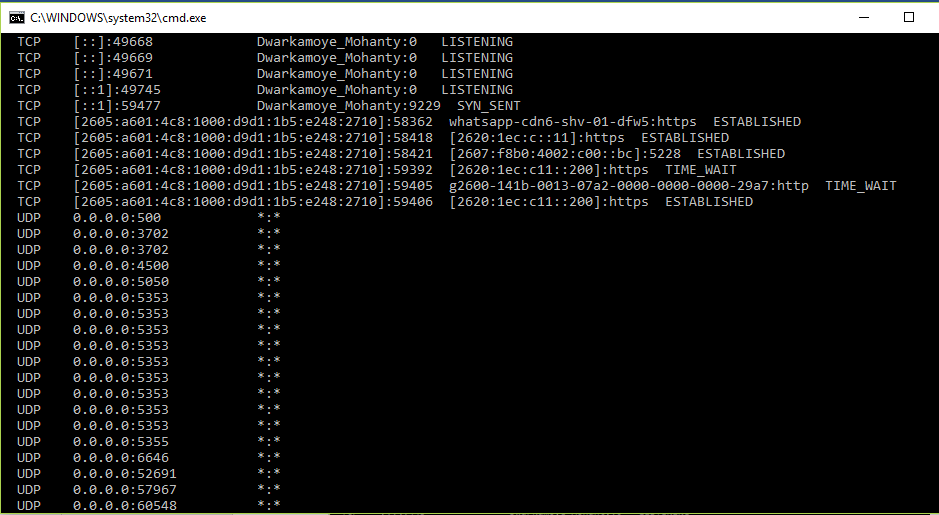 C:\WINDOWS\system32\cmd.exe
TCP [::]:49668 Dwarkamoye_Mohanty:0 LISTENING
TCP [::]:49669 Dwarkamoye_Mohanty:0 LISTENING
TCP [::]:49671 Dwarkamoye_Mohanty:0 LISTENING
TCP [::1]:49745 Dwarkamoye_Mohanty:0 LISTENING
TCP [::1]:59477 Dwarkamoye_Mohanty:9229 SYN_SENT
TCP [2605:a601:4c8:1000:d9d1:1b5:e248:2710]:58362 whatsapp-cdn6-shv-01-dfw5:https ESTABLISHED
TCP [2605:a601:4c8:1000:d9d1:1b5:e248:2710]:58418 [2620:1ec:c::11]:https ESTABLISHED
TCP [2605:a601:4c8:1000:d9d1:1b5:e248:2710]:58421 [2607:f8b0:4002:c00::bc]:5228 ESTABLISHED
TCP [2605:a601:4c8:1000:d9d1:1b5:e248:2710]:59392 [2620:1ec:c11::200]:https TIME_WAIT
TCP [2605:a601:4c8:1000:d9d1:1b5:e248:2710]:59405 g2600-141b-0013-07a2-0000-0000-0000-29a7:http TIME_WAIT
TCP [2605:a601:4c8:1000:d9d1:1b5:e248:2710]:59406 [2620:1ec:c11::200]:https ESTABLISHED
UDP 0.0.0.0:500 *:*
UDP 0.0.0.0:3702 *:*
UDP 0.0.0.0:3702 *:*
UDP 0.0.0.0:4500 *:*
UDP 0.0.0.0:5050 *:*
UDP 0.0.0.0:5353 *:*
UDP 0.0.0.0:5353 *:*
UDP 0.0.0.0:5353 *:*
UDP 0.0.0.0:5353 *:*
UDP 0.0.0.0:5353 *:*
UDP 0.0.0.0:5353 *:*
UDP 0.0.0.0:5353 *:*
UDP 0.0.0.0:5353 *:*
UDP 0.0.0.0:5353 *:*
UDP 0.0.0.0:5355 *:*
UDP 0.0.0.0:6646 *:*
UDP 0.0.0.0:52691 *:*
UDP 0.0.0.0:57967 *:*
UDP 0.0.0.0:60548 *:*